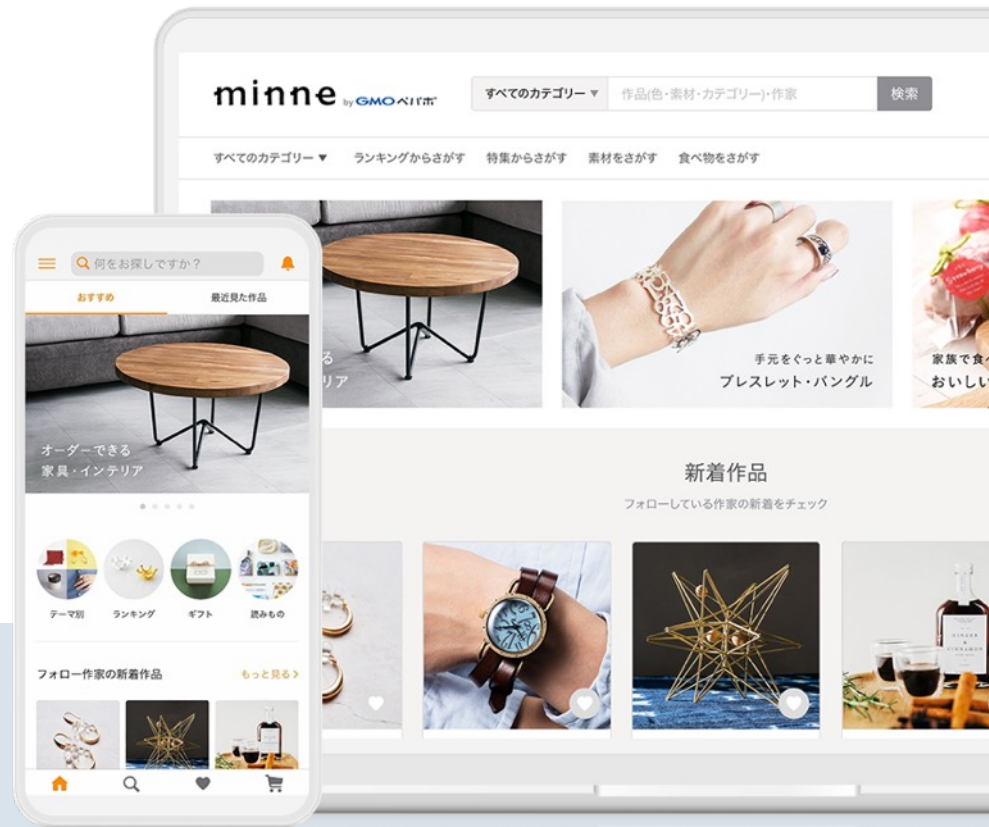 minne by GMOペパボ
すべてのカテゴリー ▼
作品(色・素材・カテゴリー)・作家
検索
すべてのカテゴリー ▼
ランキングからさがす
特集からさがす
素材をさがす
食べ物をさがす
る
リア
手元をぐっと華やかに
ブレスレット・バングル
Strawberry
家族で食べ
おいしい
新着作品
フォローしている作家の新着をチェック
GINGER
&
CINNAMON
何をお探しですか？
おすすめ
最近見た作品
オーダーできる
家具・インテリア
テーマ別
ランキング
ギフト
読みもの
フォロー作家の新着作品
もっと見る